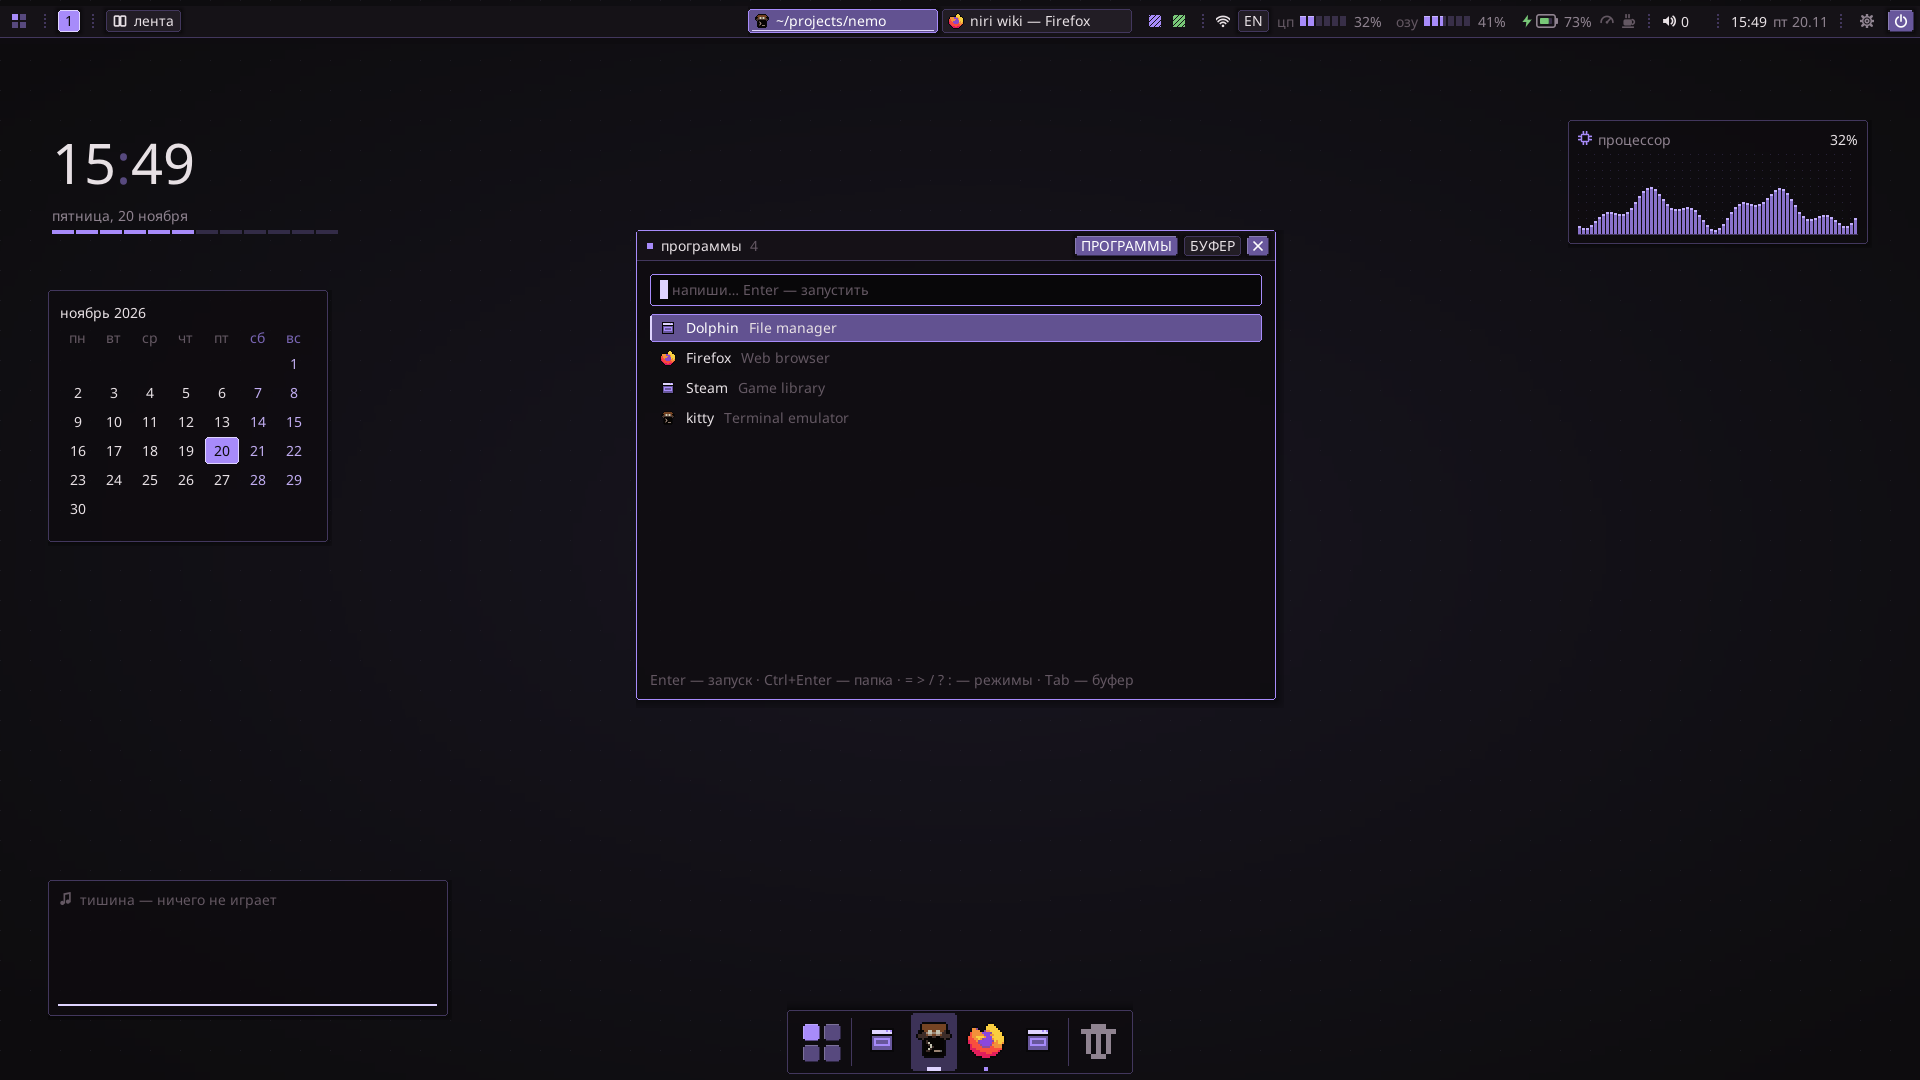 1 лента ~/projects/nemo niri wiki — Firefox EN цп 32% озу 41% 73% 0 15:49 пт 20.11
15:49
пятница, 20 ноября
процессор 32%
программы 4 ПРОГРАММЫ БУФЕР
напиши... Enter — запустить
Dolphin File manager
Firefox Web browser
Steam Game library
kitty Terminal emulator
Enter — запуск · Ctrl+Enter — папка · = > / ? : — режимы · Tab — буфер
ноябрь 2026
пн вт ср чт пт сб вс
1
2 3 4 5 6 7 8
9 10 11 12 13 14 15
16 17 18 19 20 21 22
23 24 25 26 27 28 29
30
тишина — ничего не играет